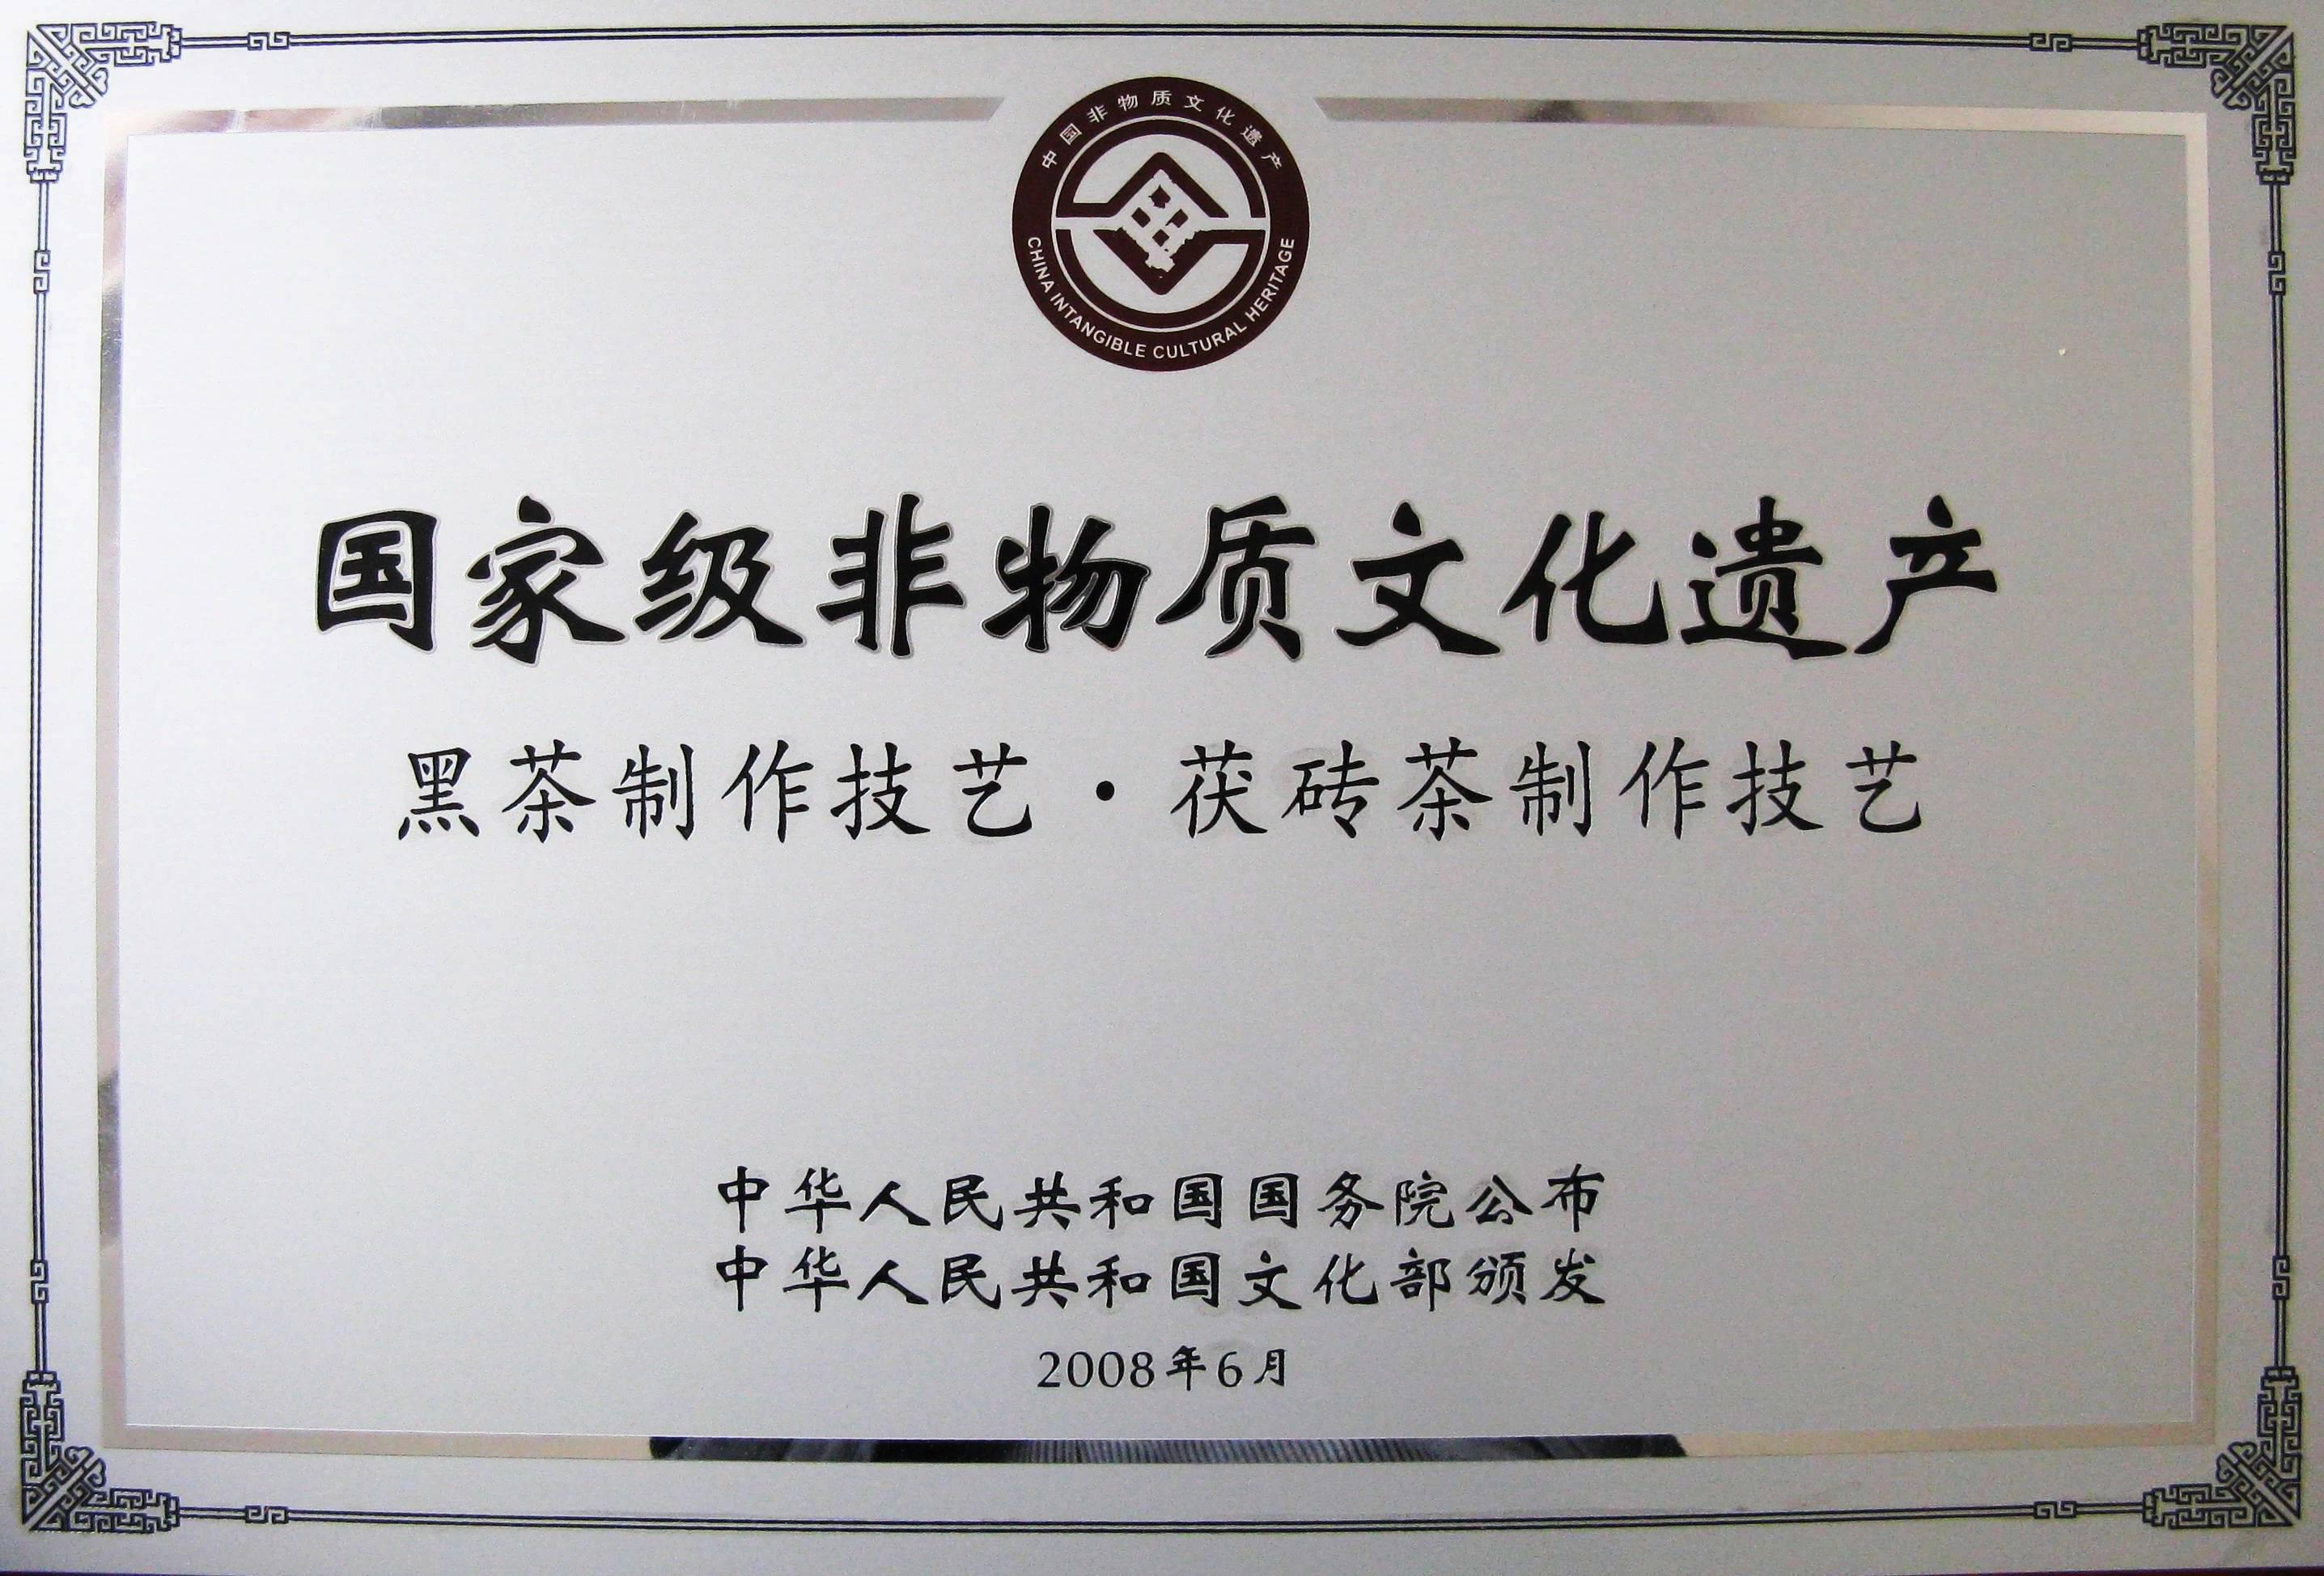 中国非物质文化遗产
CHINA INTANGIBLE CULTURAL HERITAGE
国家级非物质文化遗产
黑茶制作技艺·茯砖茶制作技艺
中华人民共和国国务院公布
中华人民共和国文化部颁发
2008年6月